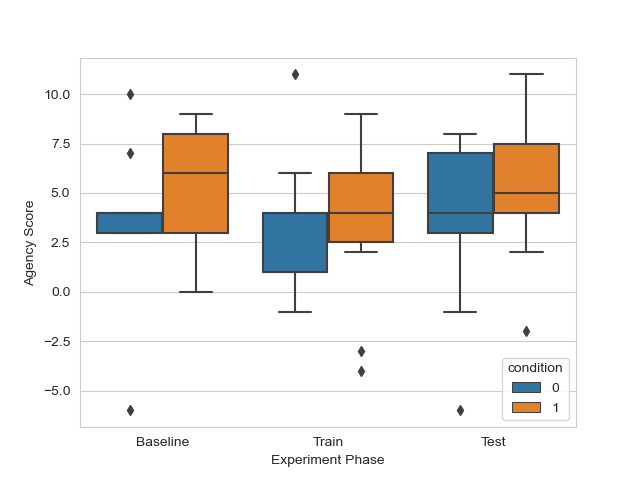 Agency Score
10.0
7.5
5.0
2.5
0.0
−2.5
−5.0
Baseline
Train
Test
Experiment Phase
condition
0
1